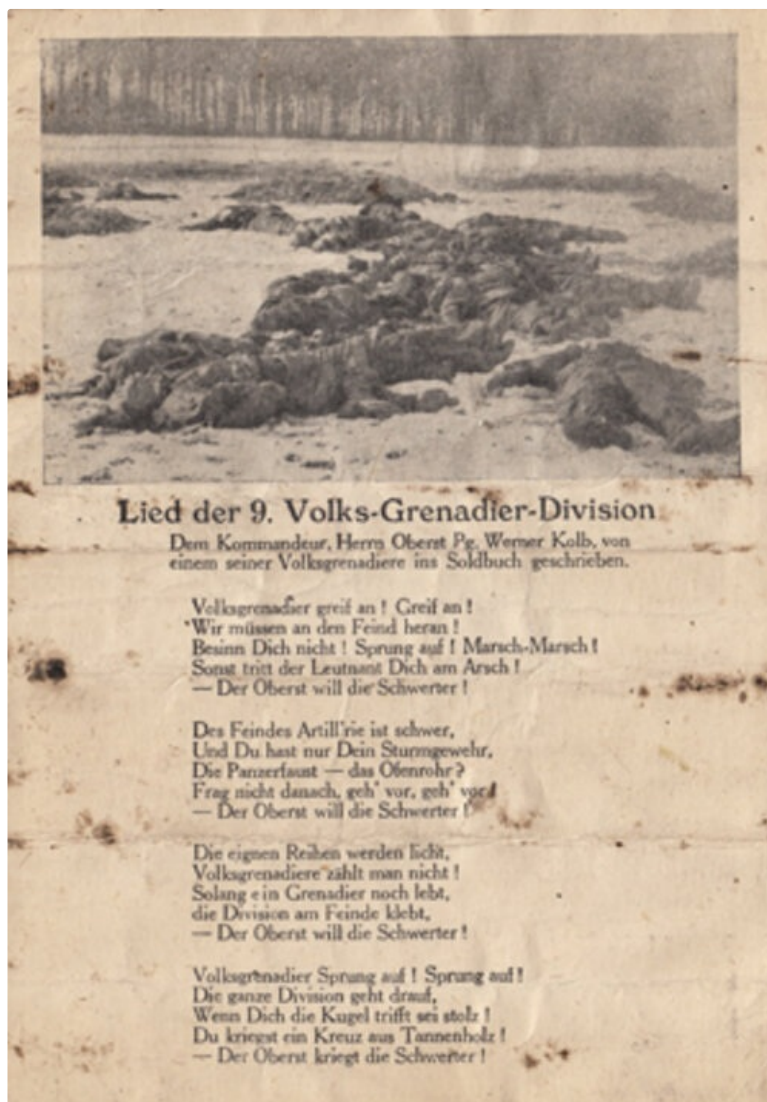 Lied der 9. Volks-Grenadier-Division
Dem Kommandeur, Herrn Oberst Pg. Werner Kolb, von
einem seiner Volksgrenadiere ins Soldbuch geschrieben.
Volksgrenadier greif an ! Greif an !
Wir müssen an den Feind heran !
Besinn Dich nicht ! Sprung auf ! Marsch-Marsch !
Sonst tritt der Leutnant Dich am Arsch !
— Der Oberst will die Schwerter !
Des Feindes Artill'rie ist schwer,
Und Du hast nur Dein Sturmgewehr,
Die Panzerfaust — das Ofenrohr ?
Frag nicht danach, geh' vor, geh' vor !
— Der Oberst will die Schwerter !
Die eignen Reihen werden licht,
Volksgrenadiere zählt man nicht !
Solang ein Grenadier noch lebt,
die Division am Feinde klebt,
— Der Oberst will die Schwerter !
Volksgrenadier Sprung auf ! Sprung auf !
Die ganze Division geht drauf,
Wenn Dich die Kugel trifft sei stolz !
Du kriegst ein Kreuz aus Tannenholz !
— Der Oberst kriegt die Schwerter !